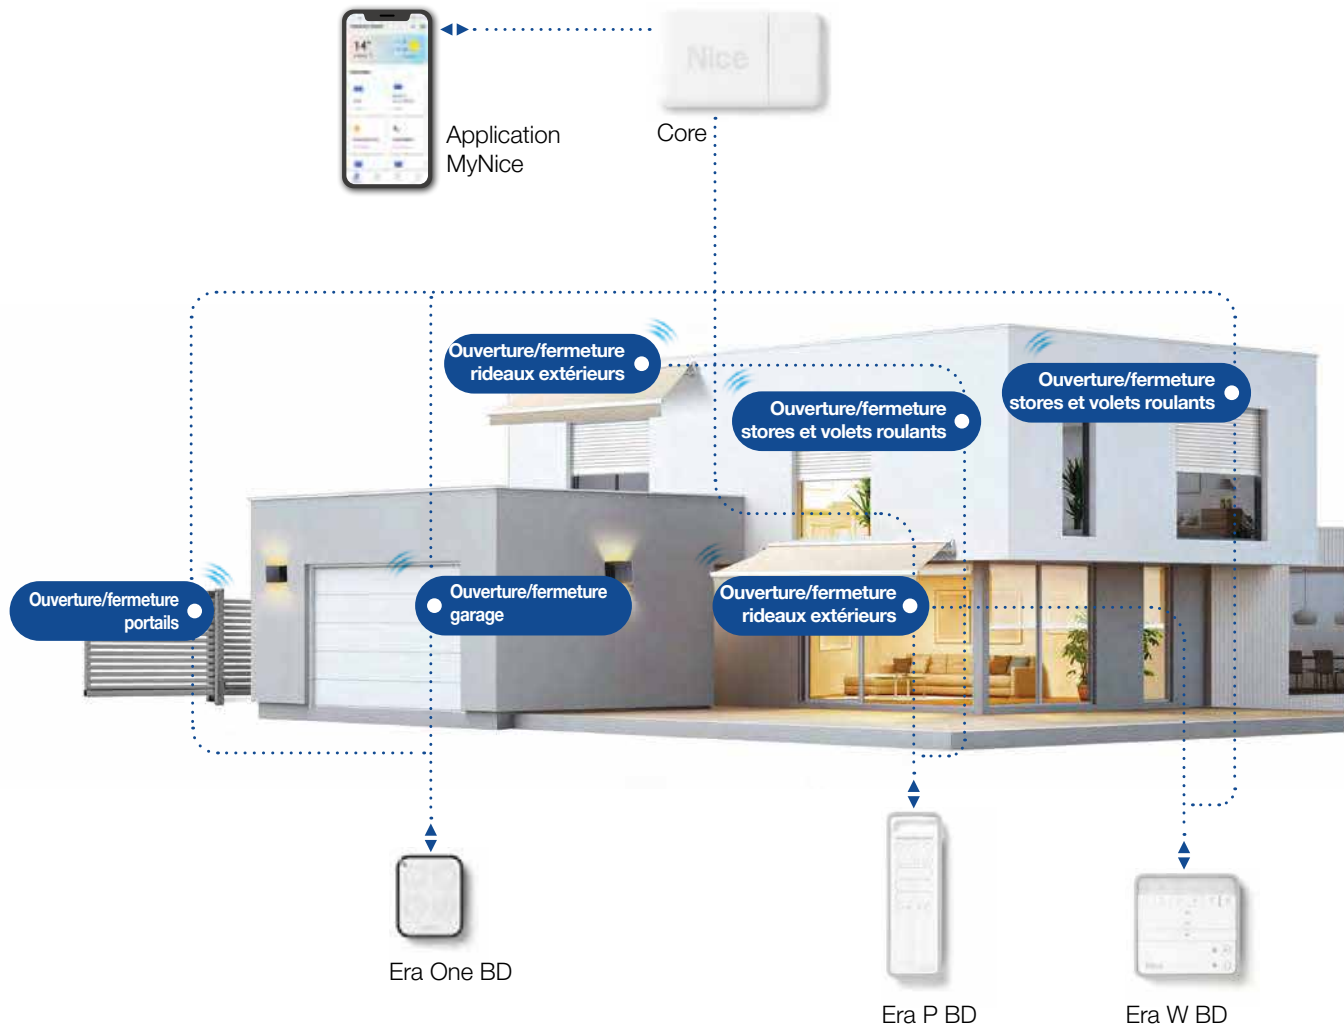 14°
Nice
Application
MyNice
Core
Ouverture/fermeture
rideaux extérieurs
Ouverture/fermeture
stores et volets roulants
Ouverture/fermeture
stores et volets roulants
Ouverture/fermeture
portails
Ouverture/fermeture
garage
Ouverture/fermeture
rideaux extérieurs
Era One BD
Era P BD
Era W BD